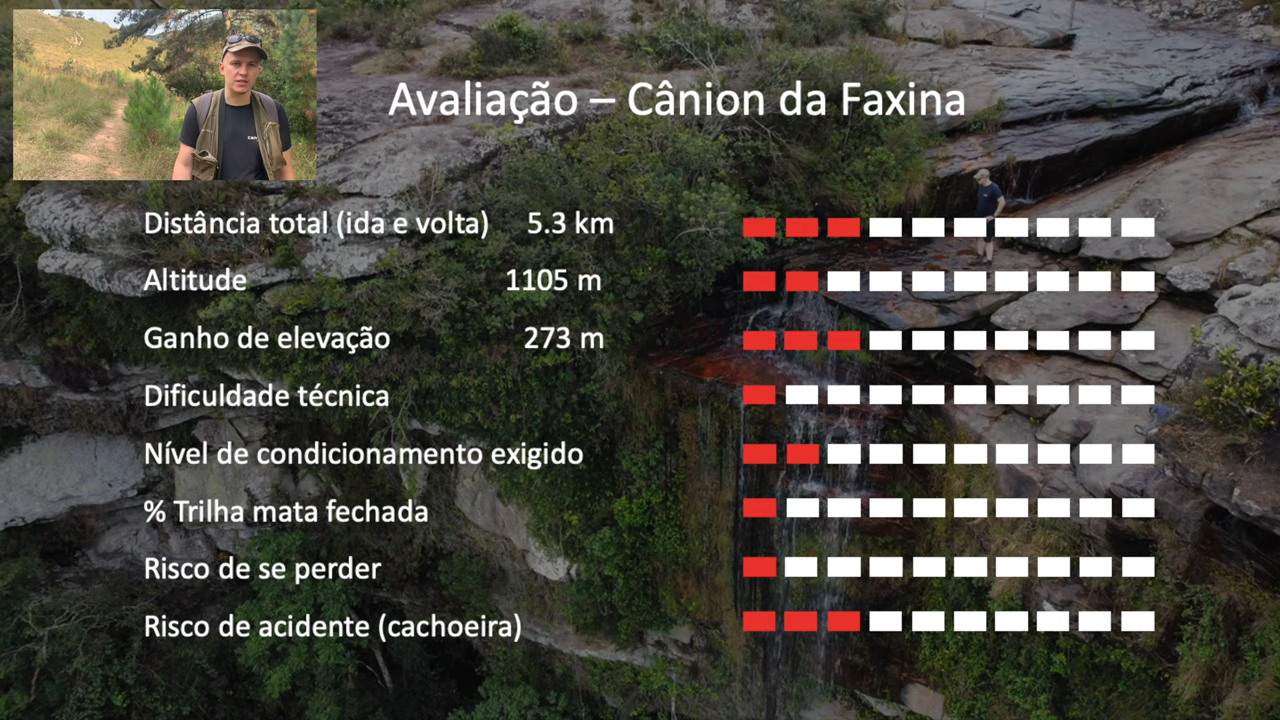 Avaliação – Cânion da Faxina
Distância total (ida e volta) 5.3 km
Altitude 1105 m
Ganho de elevação 273 m
Dificuldade técnica
Nível de condicionamento exigido
% Trilha mata fechada
Risco de se perder
Risco de acidente (cachoeira)